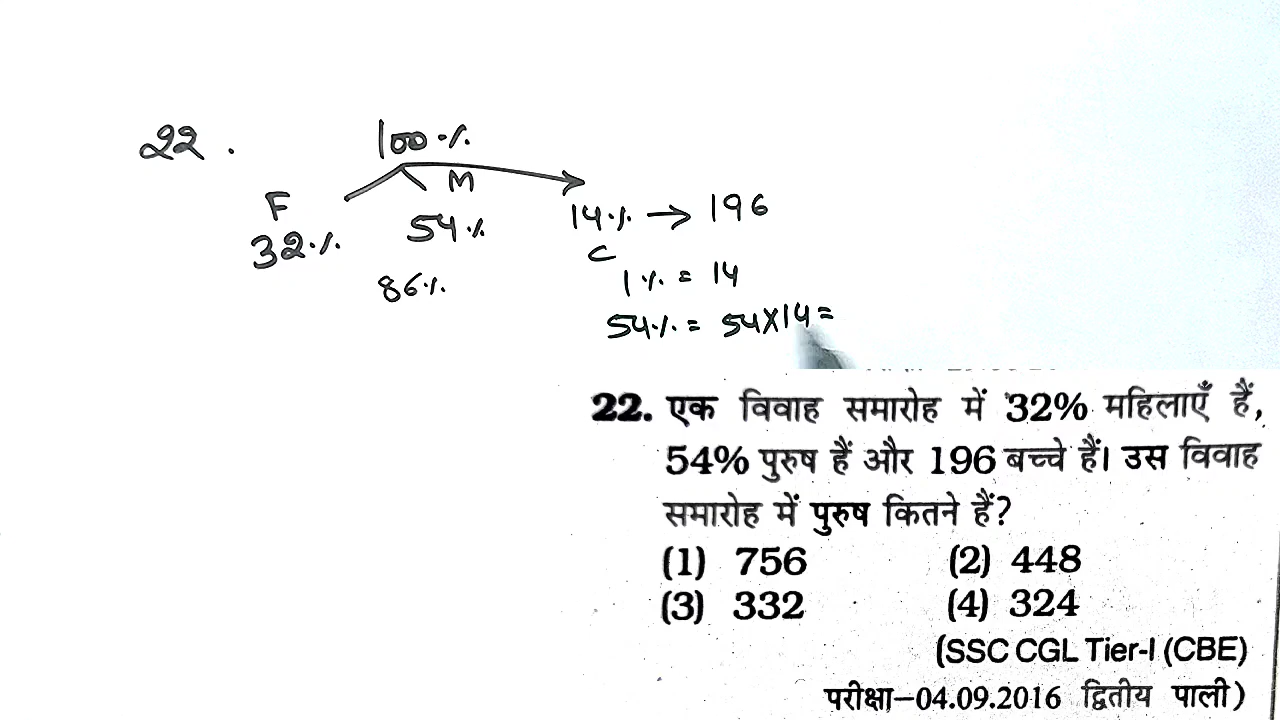 22.
100%
F
M
32%
54%
14% → 196
C
86%
1% = 14
54% = 54X14=
22. एक विवाह समारोह में 32% महिलाएँ हैं,
54% पुरुष हैं और 196 बच्चे हैं। उस विवाह
समारोह में पुरुष कितने हैं?
(1) 756 (2) 448
(3) 332 (4) 324
(SSC CGL Tier-I (CBE)
परीक्षा–04.09.2016 द्वितीय पाली)